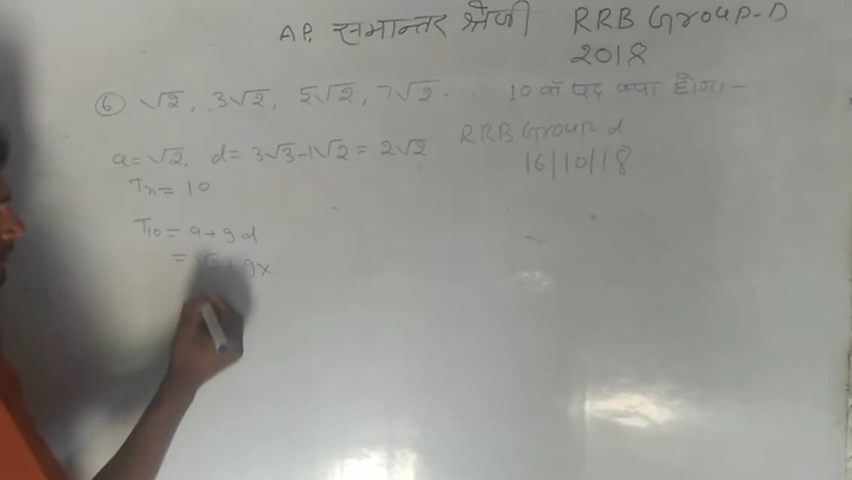 A.P. समान्तर श्रेणी RRB Group-D
2018
⑥ √2, 3√2, 5√2, 7√2 .. 10 वॉ पद क्या होगा-
a = √2, d = 3√3-1√2 = 2√2 RRB Group d
Tn = 10 16/10/18
T10 = a + 9d
= + 9x